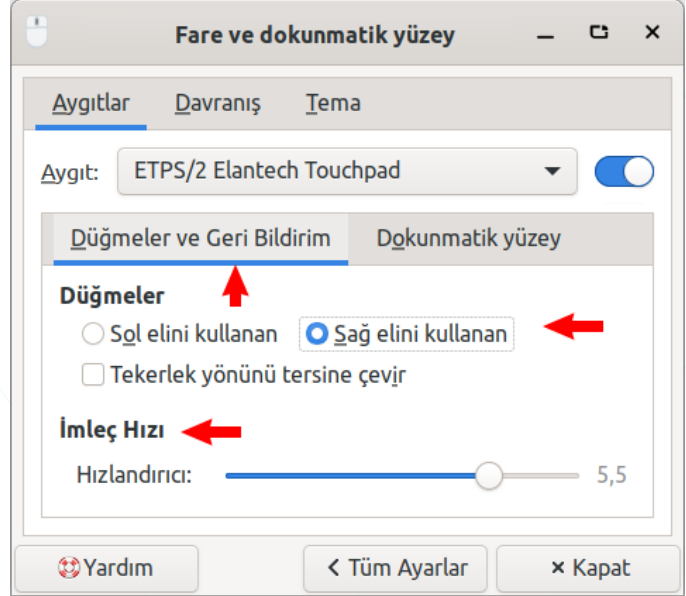 Fare ve dokunmatik yüzey
Aygıtlar Davranış Tema
Aygıt: ETPS/2 Elantech Touchpad
Düğmeler ve Geri Bildirim Dokunmatik yüzey
Düğmeler
Sol elini kullanan Sağ elini kullanan
Tekerlek yönünü tersine çevir
İmleç Hızı
Hızlandırıcı: 5,5
Yardım < Tüm Ayarlar × Kapat